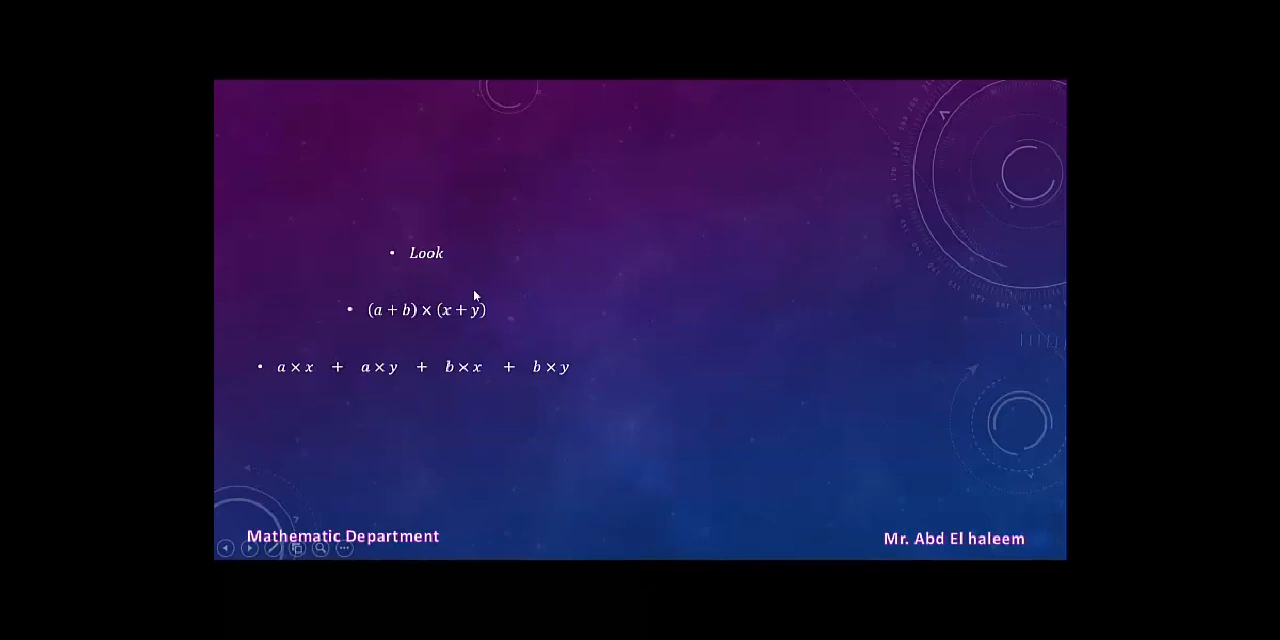 • Look
• (a + b) × (x + y)
• a × x + a × y + b × x + b × y
Mathematic Department
Mr. Abd El haleem